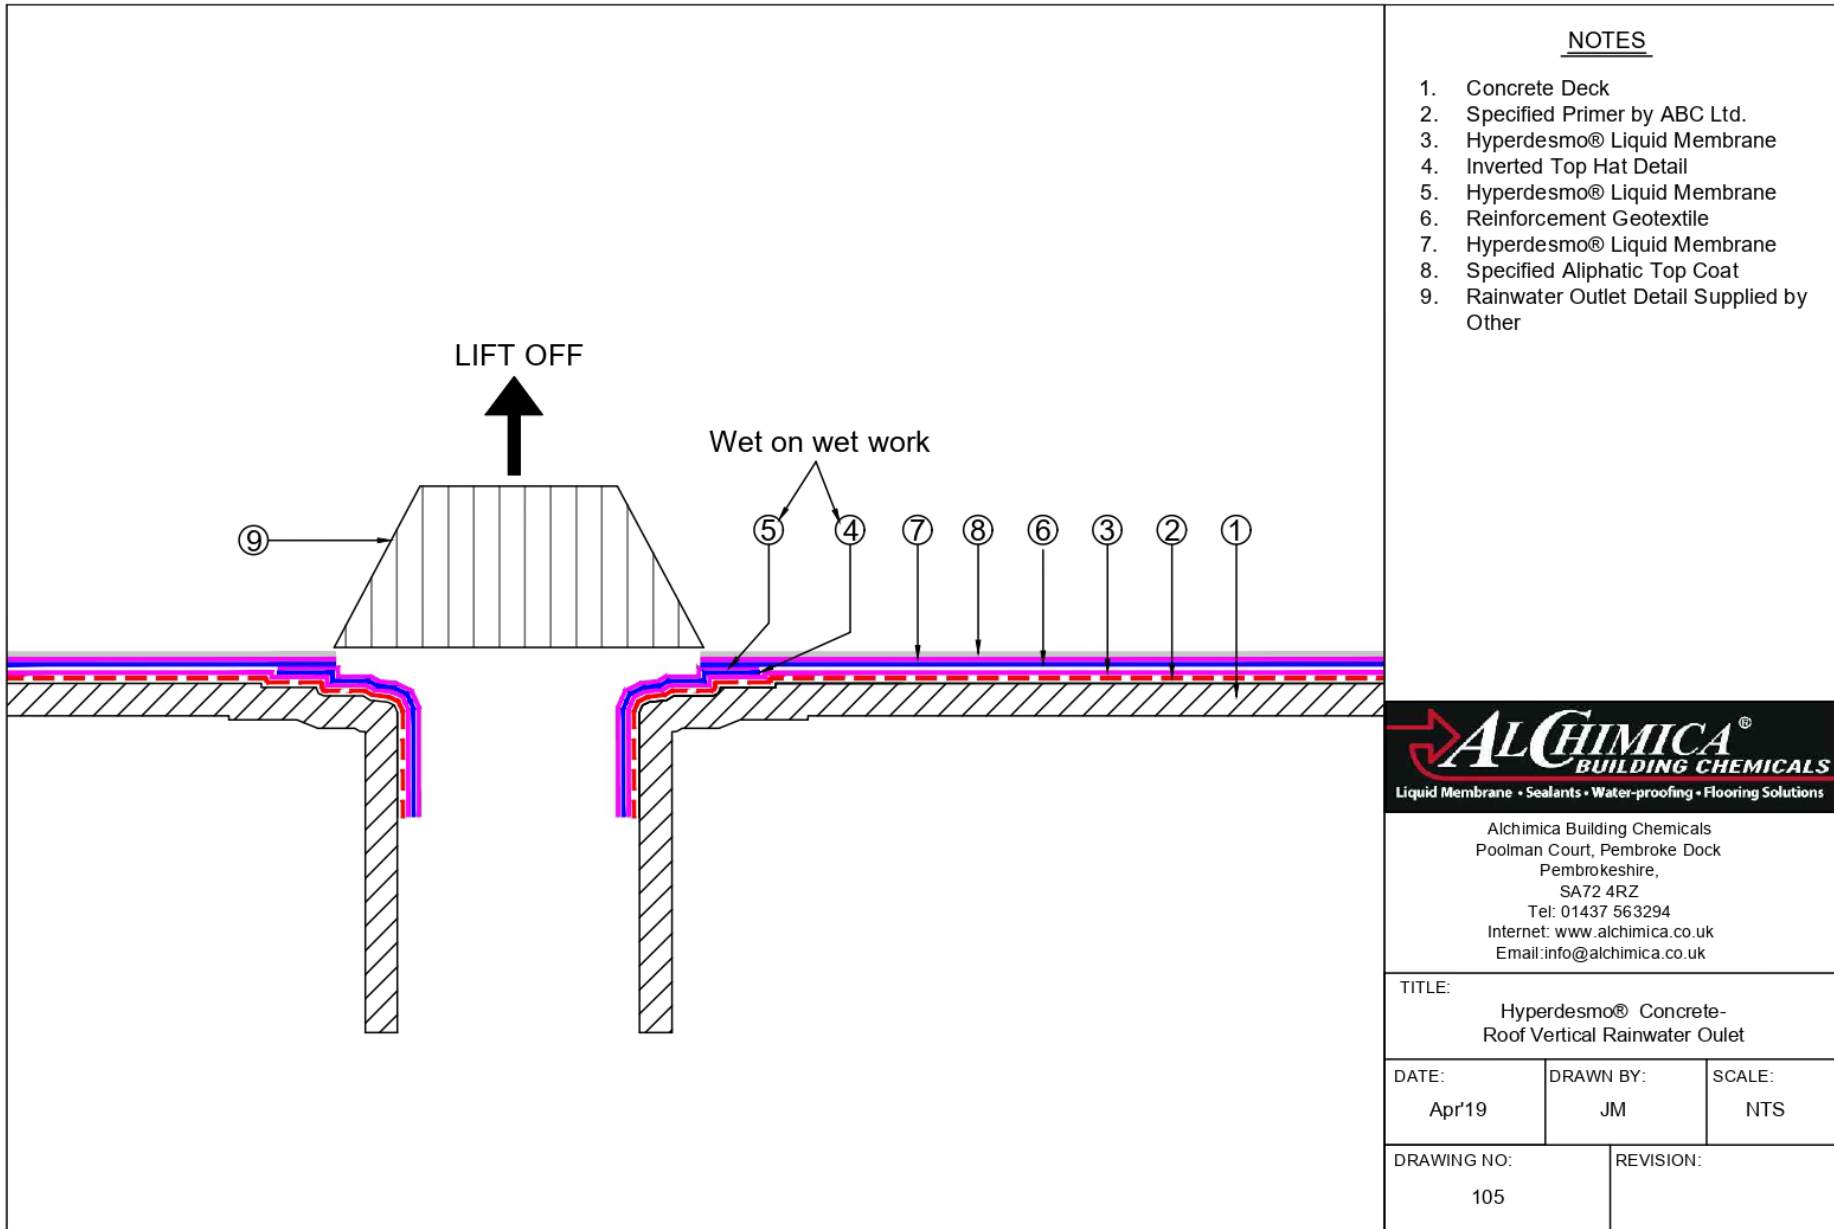 LIFT OFF
Wet on wet work
9
5
4
7
8
6
3
2
1
NOTES
1. Concrete Deck
2. Specified Primer by ABC Ltd.
3. Hyperdesmo® Liquid Membrane
4. Inverted Top Hat Detail
5. Hyperdesmo® Liquid Membrane
6. Reinforcement Geotextile
7. Hyperdesmo® Liquid Membrane
8. Specified Aliphatic Top Coat
9. Rainwater Outlet Detail Supplied by
Other
ALCHIMICA®
BUILDING CHEMICALS
Liquid Membrane • Sealants • Water-proofing • Flooring Solutions
Alchimica Building Chemicals
Poolman Court, Pembroke Dock
Pembrokeshire,
SA72 4RZ
Tel: 01437 563294
Internet: www.alchimica.co.uk
Email:info@alchimica.co.uk
TITLE:
Hyperdesmo® Concrete-
Roof Vertical Rainwater Oulet
DATE:
Apr'19
DRAWN BY:
JM
SCALE:
NTS
DRAWING NO:
105
REVISION: